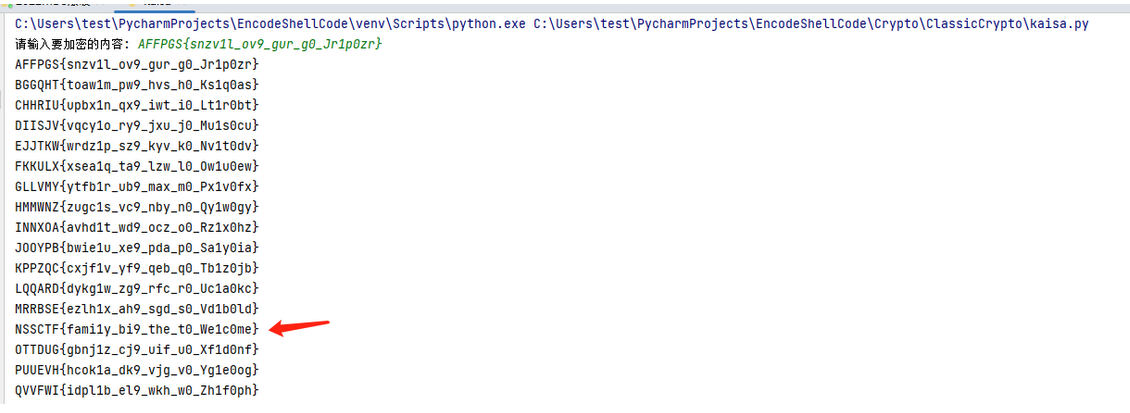 C:\Users\test\PycharmProjects\EncodeShellCode\venv\Scripts\python.exe C:\Users\test\PycharmProjects\EncodeShellCode\Crypto\ClassicCrypto\kaisa.py
请输入要加密的内容: AFFPGS{snzv1l_ov9_gur_g0_Jr1p0zr}
AFFPGS{snzv1l_ov9_gur_g0_Jr1p0zr}
BGGQHT{toaw1m_pw9_hvs_h0_Ks1q0as}
CHHRIU{upbx1n_qx9_iwt_i0_Lt1r0bt}
DIISJV{vqcy1o_ry9_jxu_j0_Mu1s0cu}
EJJTKW{wrdz1p_sz9_kyv_k0_Nv1t0dv}
FKKULX{xsea1q_ta9_lzw_l0_Ow1u0ew}
GLLVMY{ytfb1r_ub9_max_m0_Px1v0fx}
HMMWNZ{zugc1s_vc9_nby_n0_Qy1w0gy}
INNXOA{avhd1t_wd9_ocz_o0_Rz1x0hz}
JOOYPB{bwie1u_xe9_pda_p0_Sa1y0ia}
KPPZQC{cxjf1v_yf9_qeb_q0_Tb1z0jb}
LQQARD{dykg1w_zg9_rfc_r0_Uc1a0kc}
MRRBSE{ezlh1x_ah9_sgd_s0_Vd1b0ld}
NSSCTF{fami1y_bi9_the_t0_We1c0me}
OTTDUG{gbnj1z_cj9_uif_u0_Xf1d0nf}
PUUEVH{hcok1a_dk9_vjg_v0_Yg1e0og}
QVVFWI{idpl1b_el9_wkh_w0_Zh1f0ph}